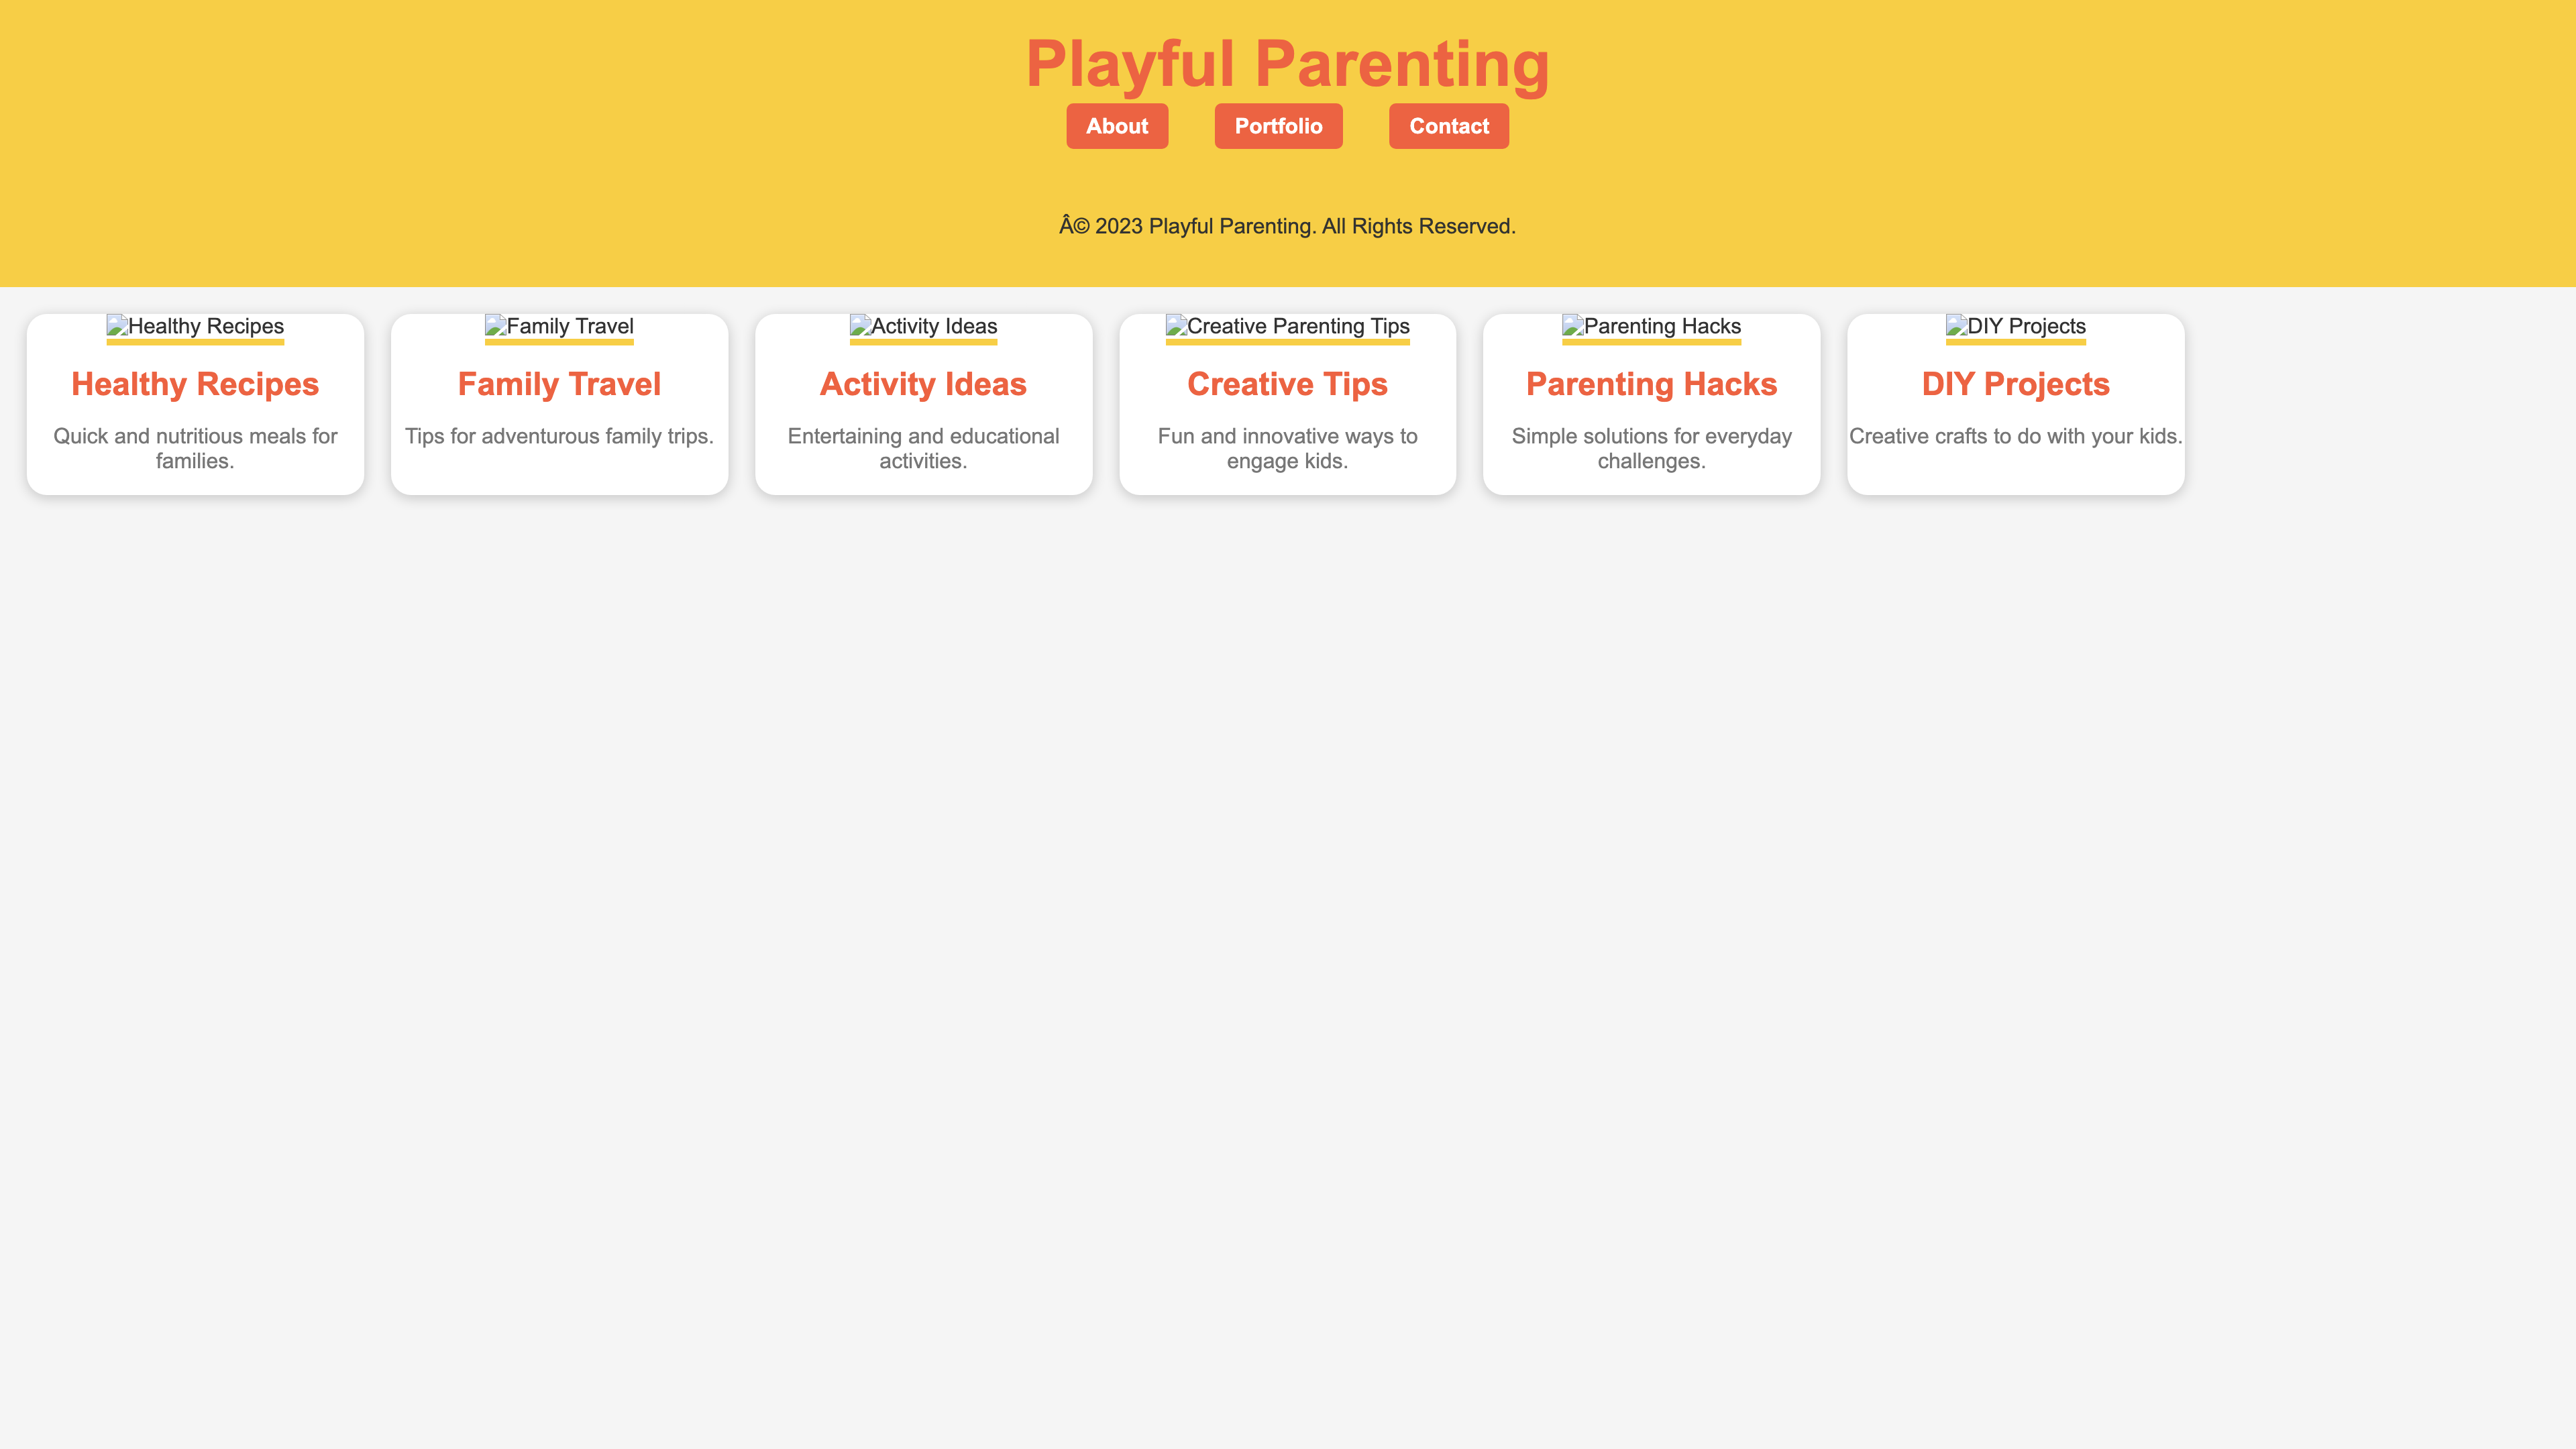 Playful Parenting
About
Portfolio
Contact
Â© 2023 Playful Parenting. All Rights Reserved.
Healthy Recipes
Healthy Recipes
Quick and nutritious meals for
families.
Family Travel
Family Travel
Tips for adventurous family trips.
Activity Ideas
Activity Ideas
Entertaining and educational
activities.
Creative Parenting Tips
Creative Tips
Fun and innovative ways to
engage kids.
Parenting Hacks
Parenting Hacks
Simple solutions for everyday
challenges.
DIY Projects
DIY Projects
Creative crafts to do with your kids.